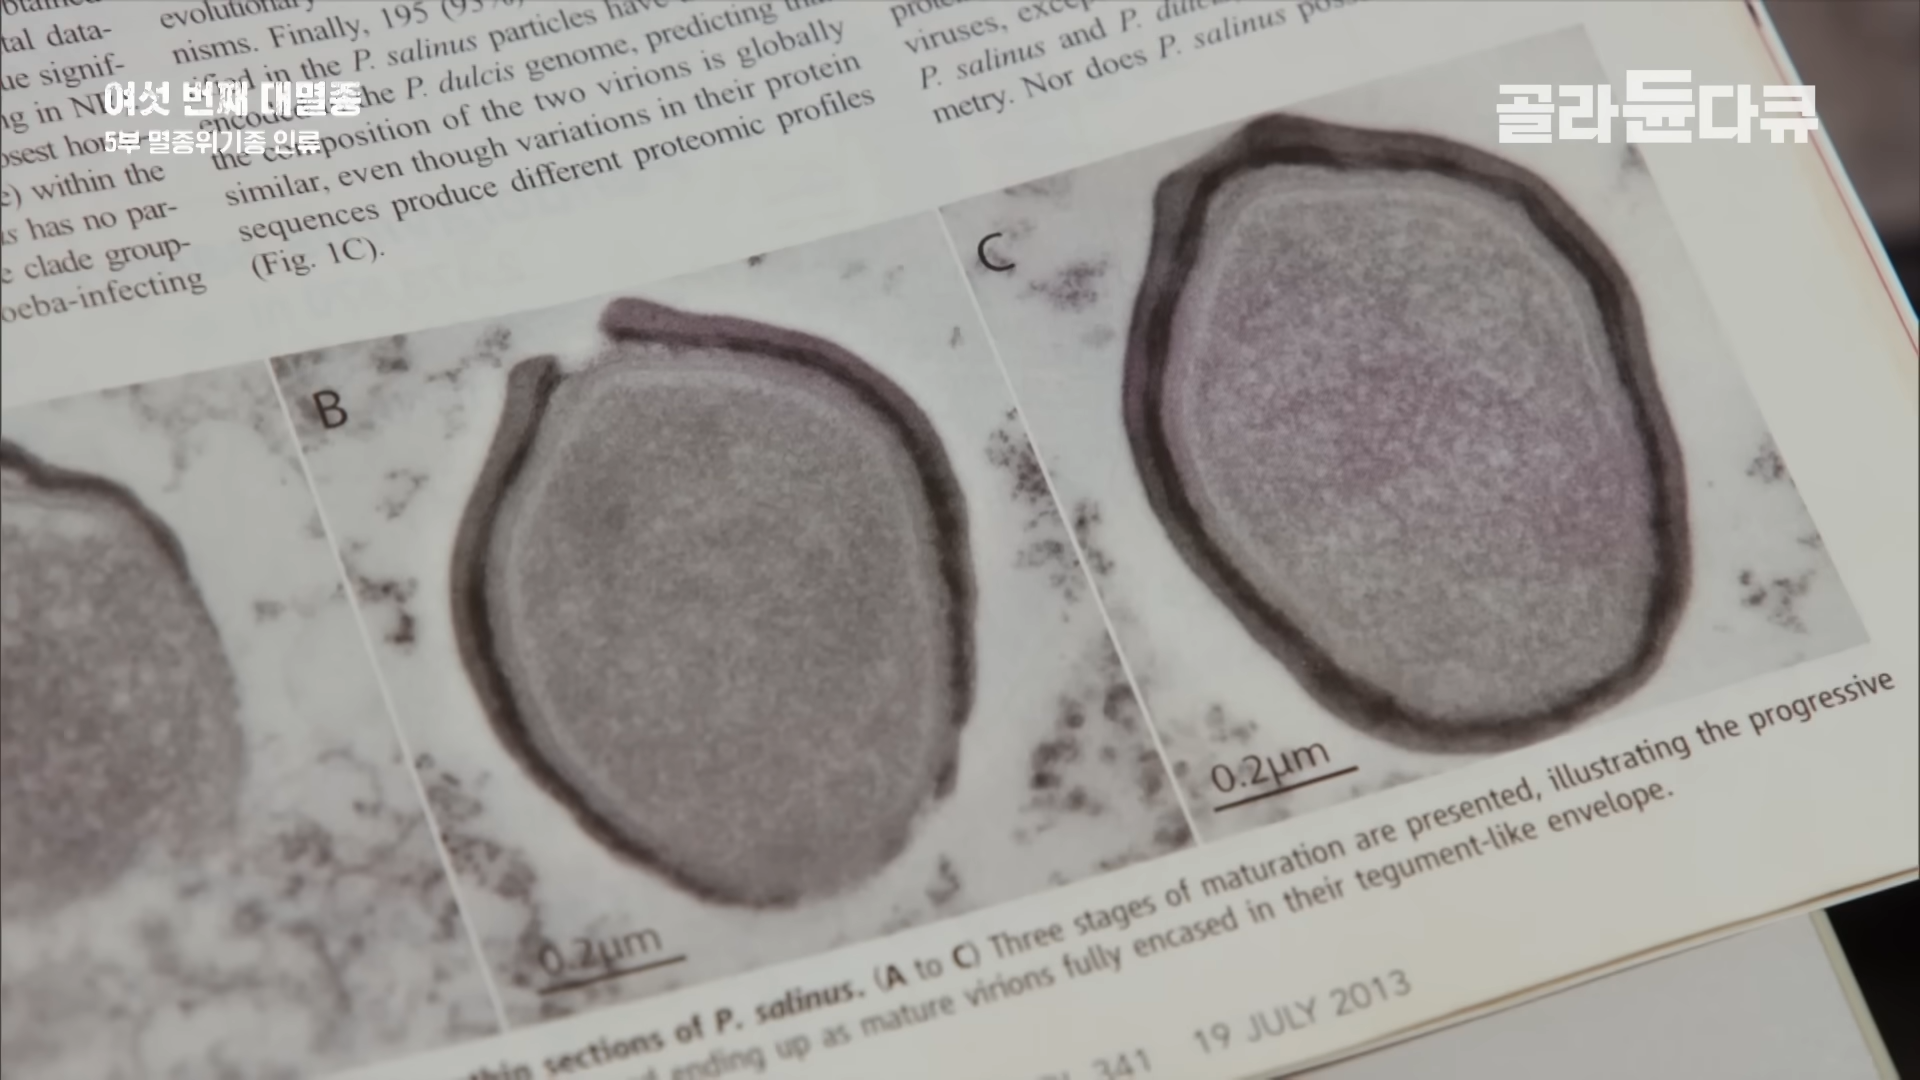 여섯 번째 대멸종
5부 멸종위기종 인류
골라듄다큐
tal data-
ue signif-
ng in
osest
e) within the
has no par-
e clade group-
oeba-infecting
nisms. Finally, 195
in the P. salinus particles have
the P. dulcis genome, predicting
the composition of the two virions is globally
similar, even though variations in their protein
sequences produce different proteomic profiles
(Fig. 1C).
viruses,
P. salinus and P.
metry. Nor does P. salinus
B
C
0.2μm
0.2μm
thin sections of P. salinus. (A to C) Three stages of maturation are presented, illustrating the progressive
ending up as mature virions fully encased in their tegument-like envelope.
341 19 JULY 2013